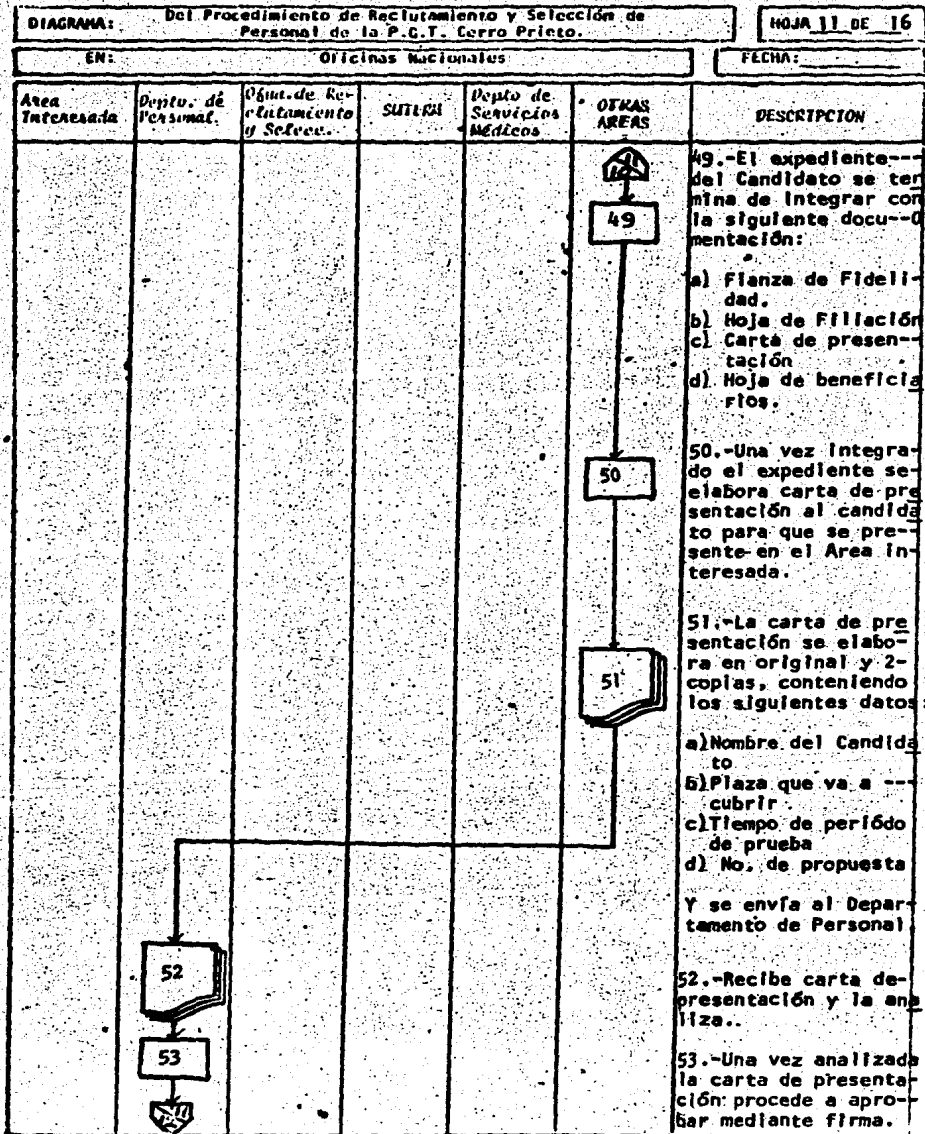 DIAGRAMA:
Del Procedimiento de Reclutamiento y Selección de
Personal de la P.G.T. Cerro Prieto.
HOJA 11 DE 16
EN:
Oficinas Nacionales
FECHA:
Area
Interesada
Depto. de
Personal.
Ofna. de Re-
clutamiento
y Selecc..
SUTERM
Depto de
Servicios
Médicos
OTRAS
AREAS
DESCRIPCION
49
49.-El expediente---
del Candidato se ter
mina de integrar con
la siguiente docu--
mentación:
a) Fianza de Fideli-
dad.
b) Hoja de Filiación
c) Carta de presen--
tación
d) Hoja de beneficia
rios.
50
50.-Una vez integra-
do el expediente se-
elabora carta de pre
sentación al candida
to para que se pre--
sente en el Area in-
teresada.
51
51.-La carta de pre
sentación se elabo-
ra en original y 2-
copias, conteniendo
los siguientes datos:
a)Nombre del Candida
to
b)Plaza que va a ---
cubrir
c)Tiempo de período
de prueba
d) No. de propuesta
Y se envía al Depar-
tamento de Personal
52
52.-Recibe carta de-
presentación y la ana
liza..
53
53.-Una vez analizada
la carta de presenta-
ción procede a apro--
bar mediante firma.